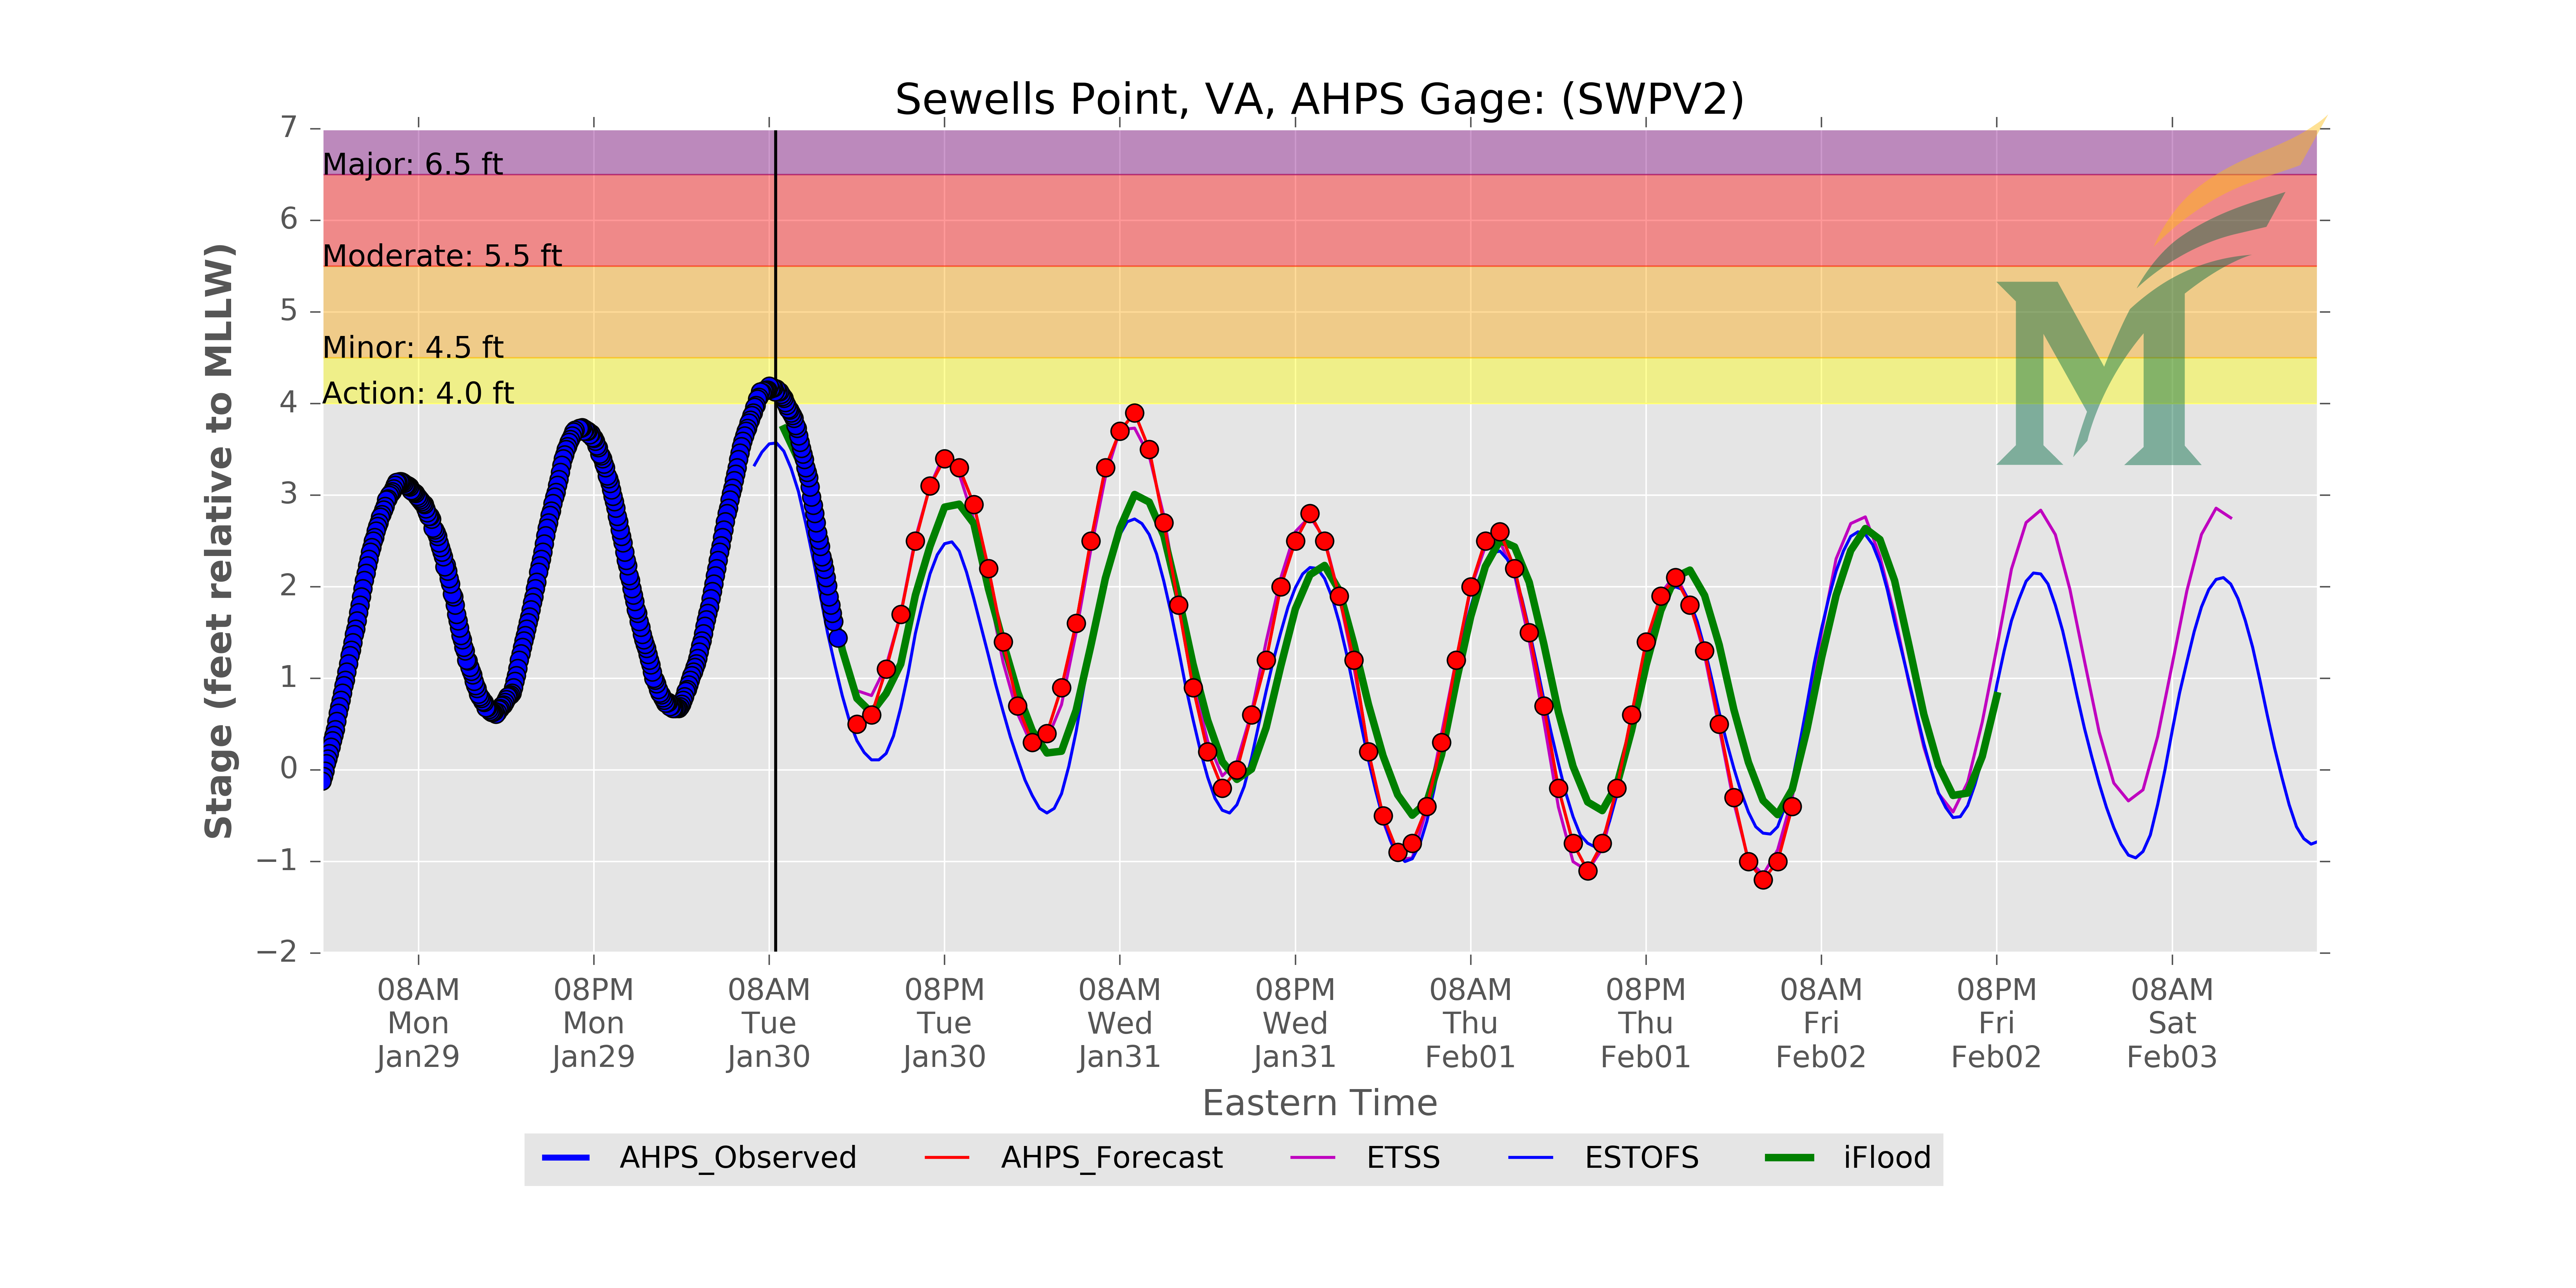 Sewells Point, VA, AHPS Gage: (SWPV2)
7
6
5
4
3
2
1
0
−1
−2
Stage (feet relative to MLLW)
Major: 6.5 ft
Moderate: 5.5 ft
Minor: 4.5 ft
Action: 4.0 ft
M
08AM
Mon
Jan29
08PM
Mon
Jan29
08AM
Tue
Jan30
08PM
Tue
Jan30
08AM
Wed
Jan31
08PM
Wed
Jan31
08AM
Thu
Feb01
08PM
Thu
Feb01
08AM
Fri
Feb02
08PM
Fri
Feb02
08AM
Sat
Feb03
Eastern Time
AHPS_Observed AHPS_Forecast ETSS ESTOFS iFlood